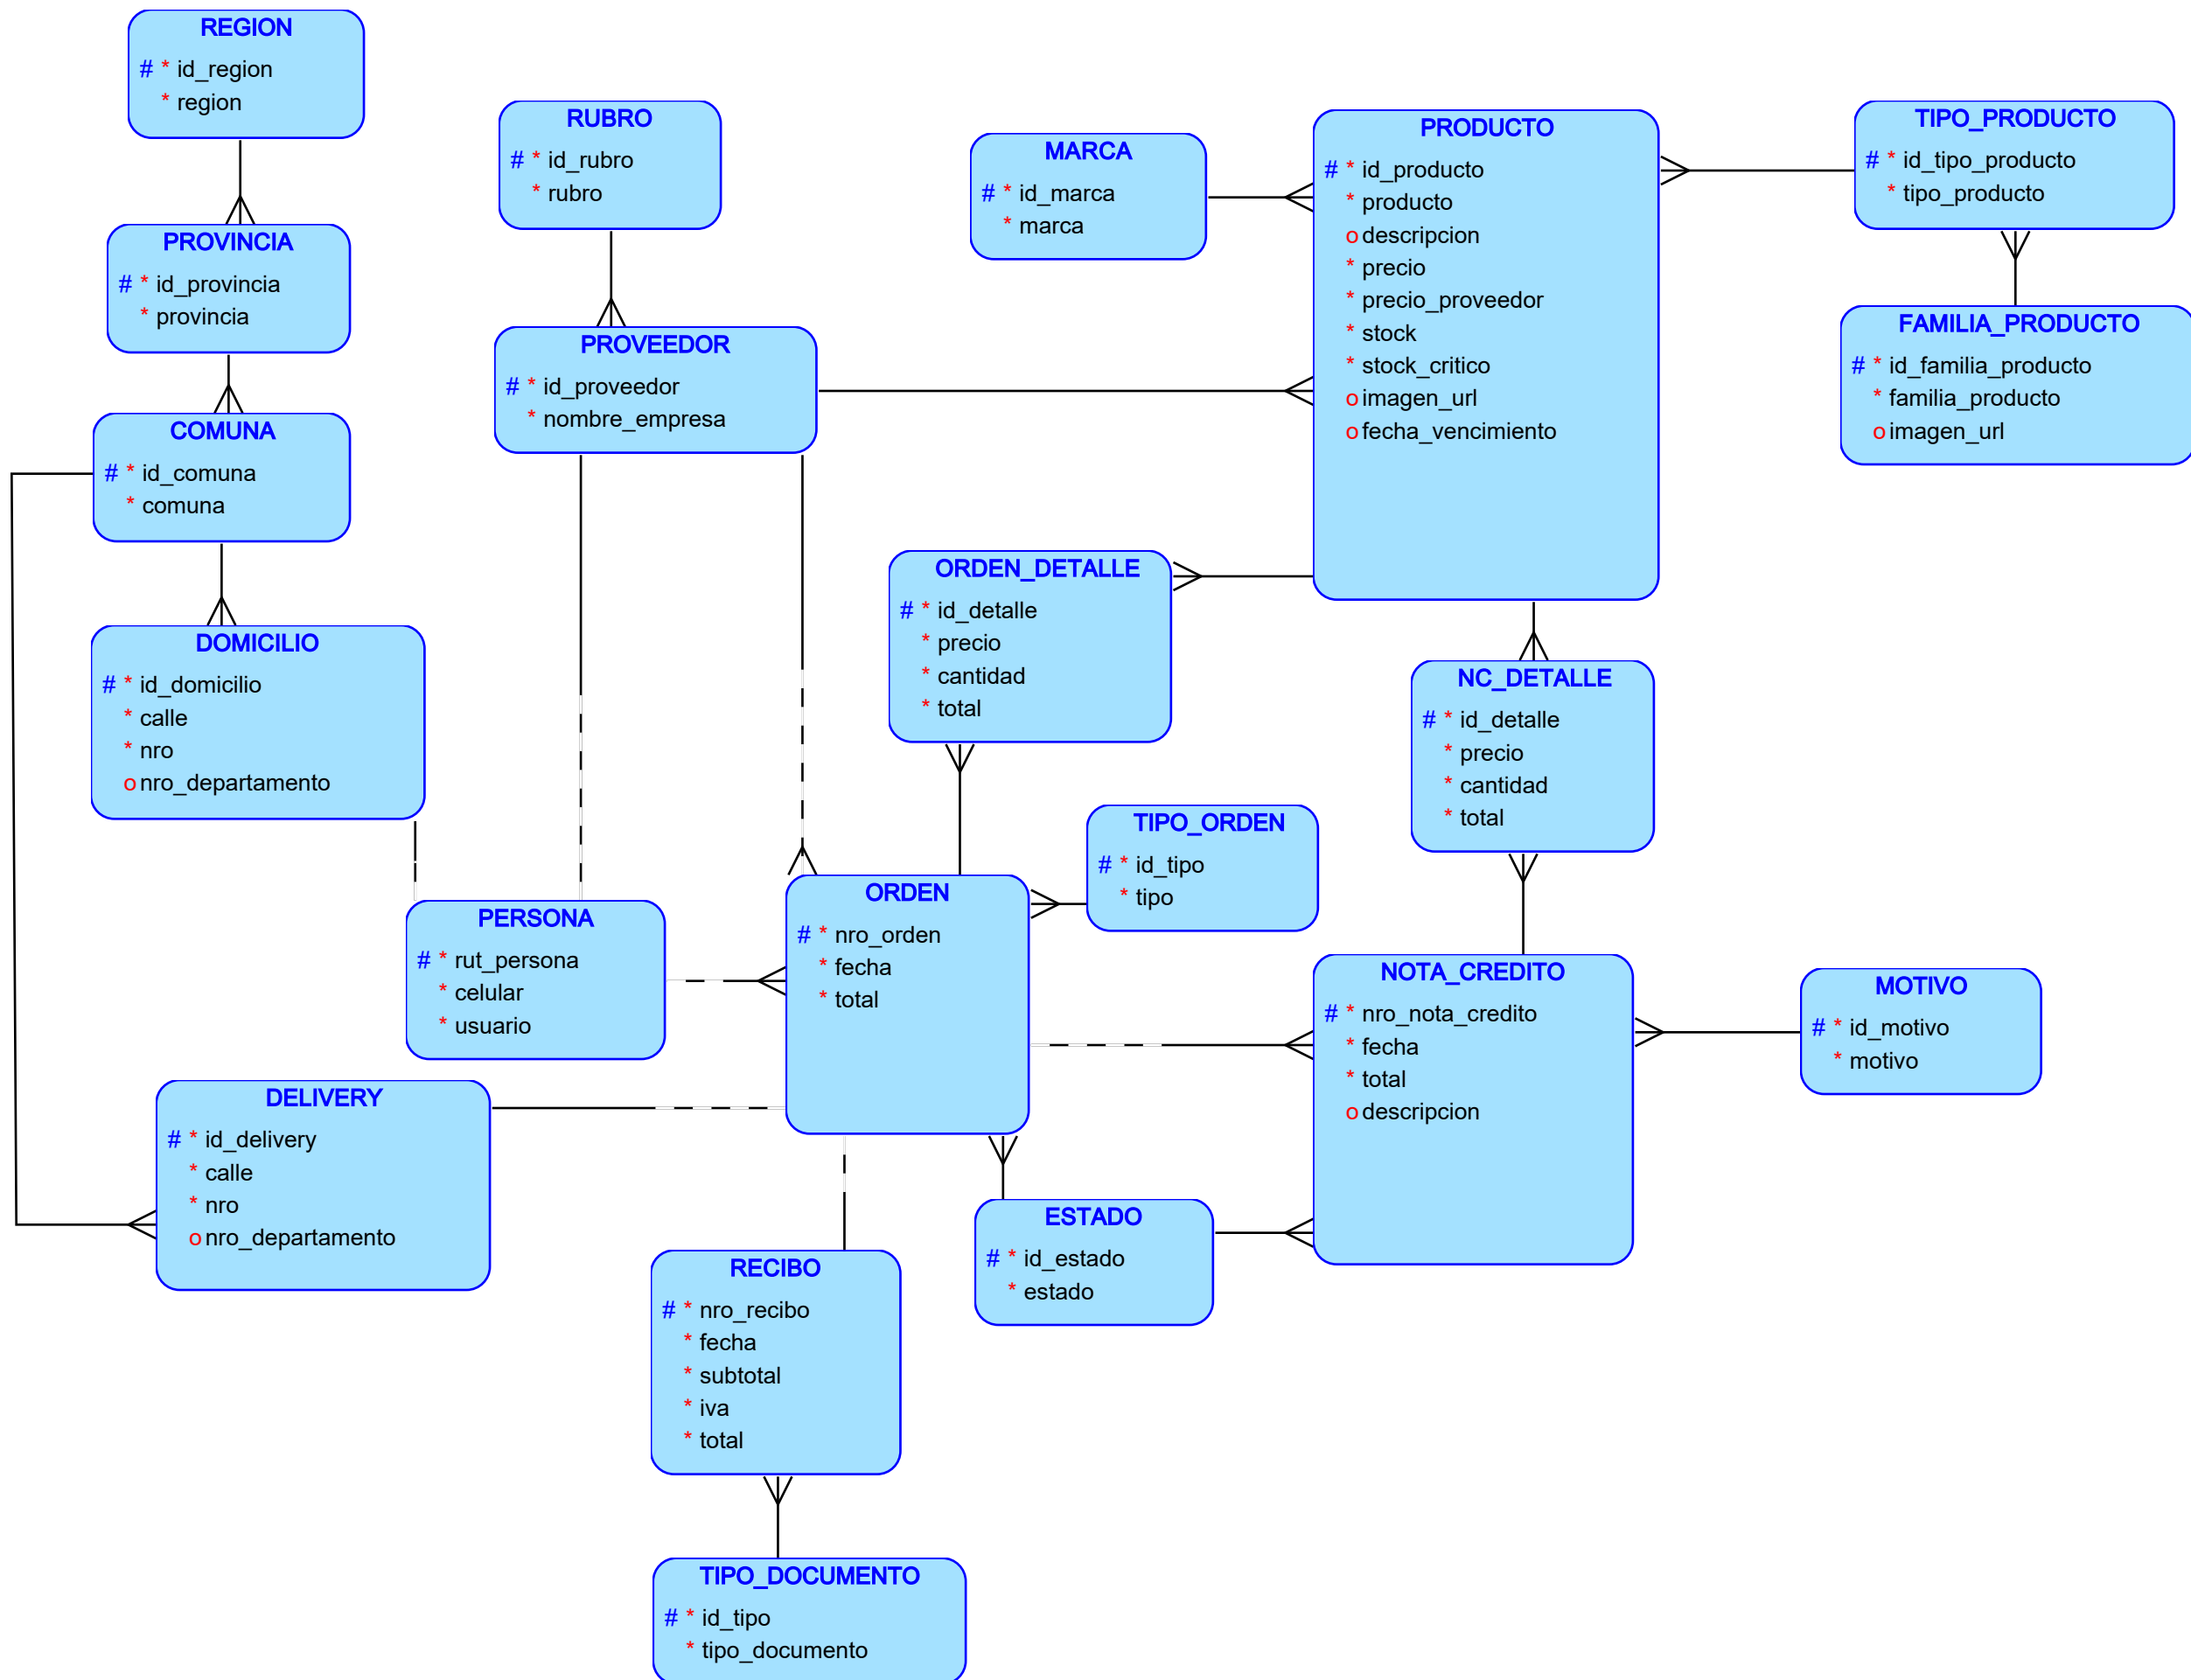 REGION
# * id_region
* region
RUBRO
# * id_rubro
* rubro
MARCA
# * id_marca
* marca
PRODUCTO
# * id_producto
* producto
o descripcion
* precio
* precio_proveedor
* stock
* stock_critico
o imagen_url
o fecha_vencimiento
TIPO_PRODUCTO
# * id_tipo_producto
* tipo_producto
PROVINCIA
# * id_provincia
* provincia
PROVEEDOR
# * id_proveedor
* nombre_empresa
FAMILIA_PRODUCTO
# * id_familia_producto
* familia_producto
o imagen_url
COMUNA
# * id_comuna
* comuna
ORDEN_DETALLE
# * id_detalle
* precio
* cantidad
* total
DOMICILIO
# * id_domicilio
* calle
* nro
o nro_departamento
NC_DETALLE
# * id_detalle
* precio
* cantidad
* total
TIPO_ORDEN
# * id_tipo
* tipo
PERSONA
# * rut_persona
* celular
* usuario
ORDEN
# * nro_orden
* fecha
* total
NOTA_CREDITO
# * nro_nota_credito
* fecha
* total
o descripcion
MOTIVO
# * id_motivo
* motivo
DELIVERY
# * id_delivery
* calle
* nro
o nro_departamento
ESTADO
# * id_estado
* estado
RECIBO
# * nro_recibo
* fecha
* subtotal
* iva
* total
TIPO_DOCUMENTO
# * id_tipo
* tipo_documento